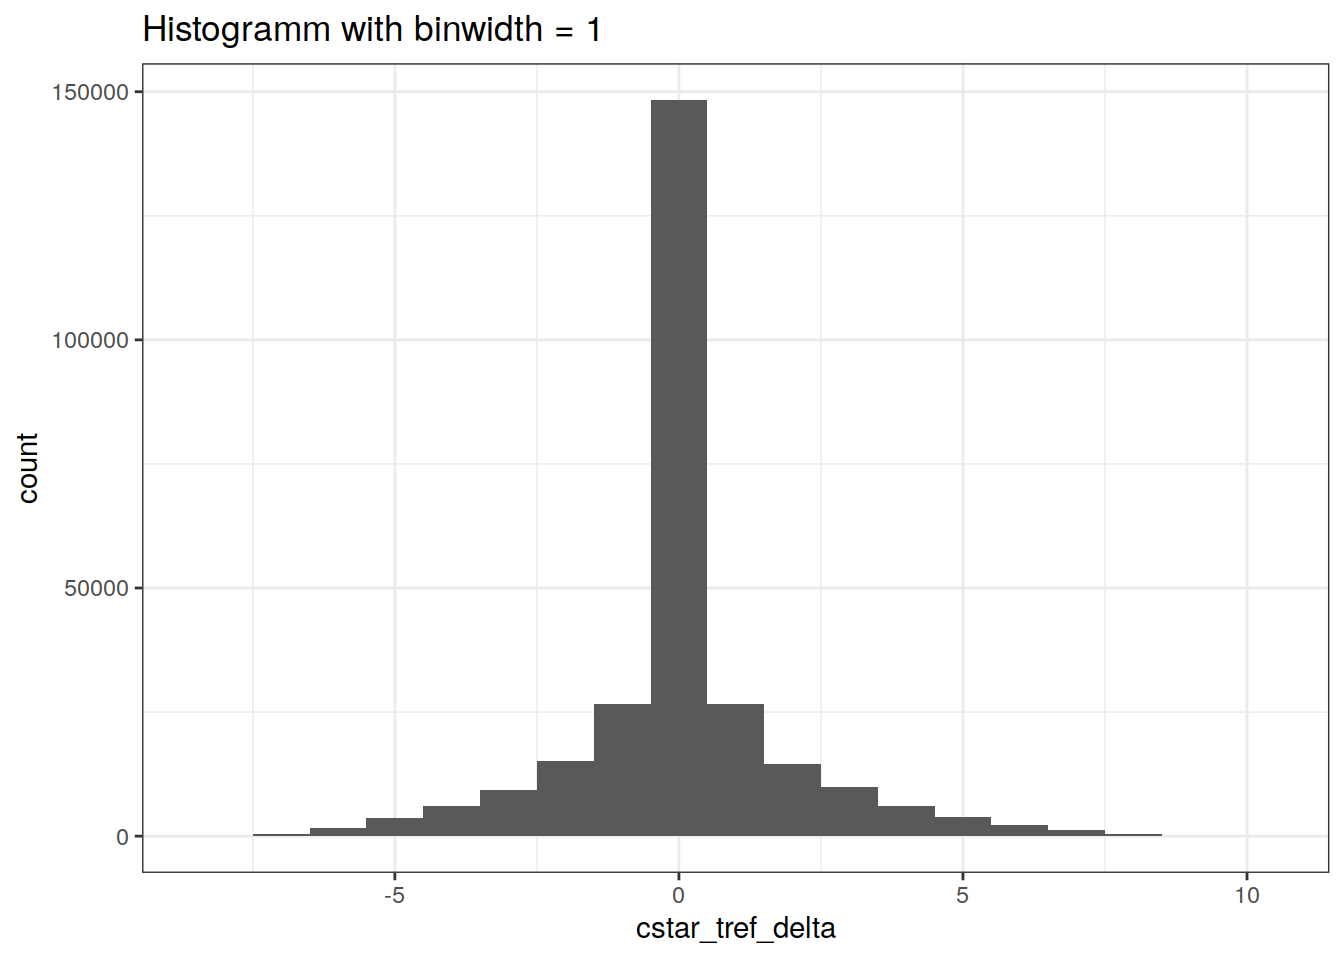 Histogramm with binwidth = 1
150000
100000
50000
0
count
-5
0
5
10
cstar_tref_delta